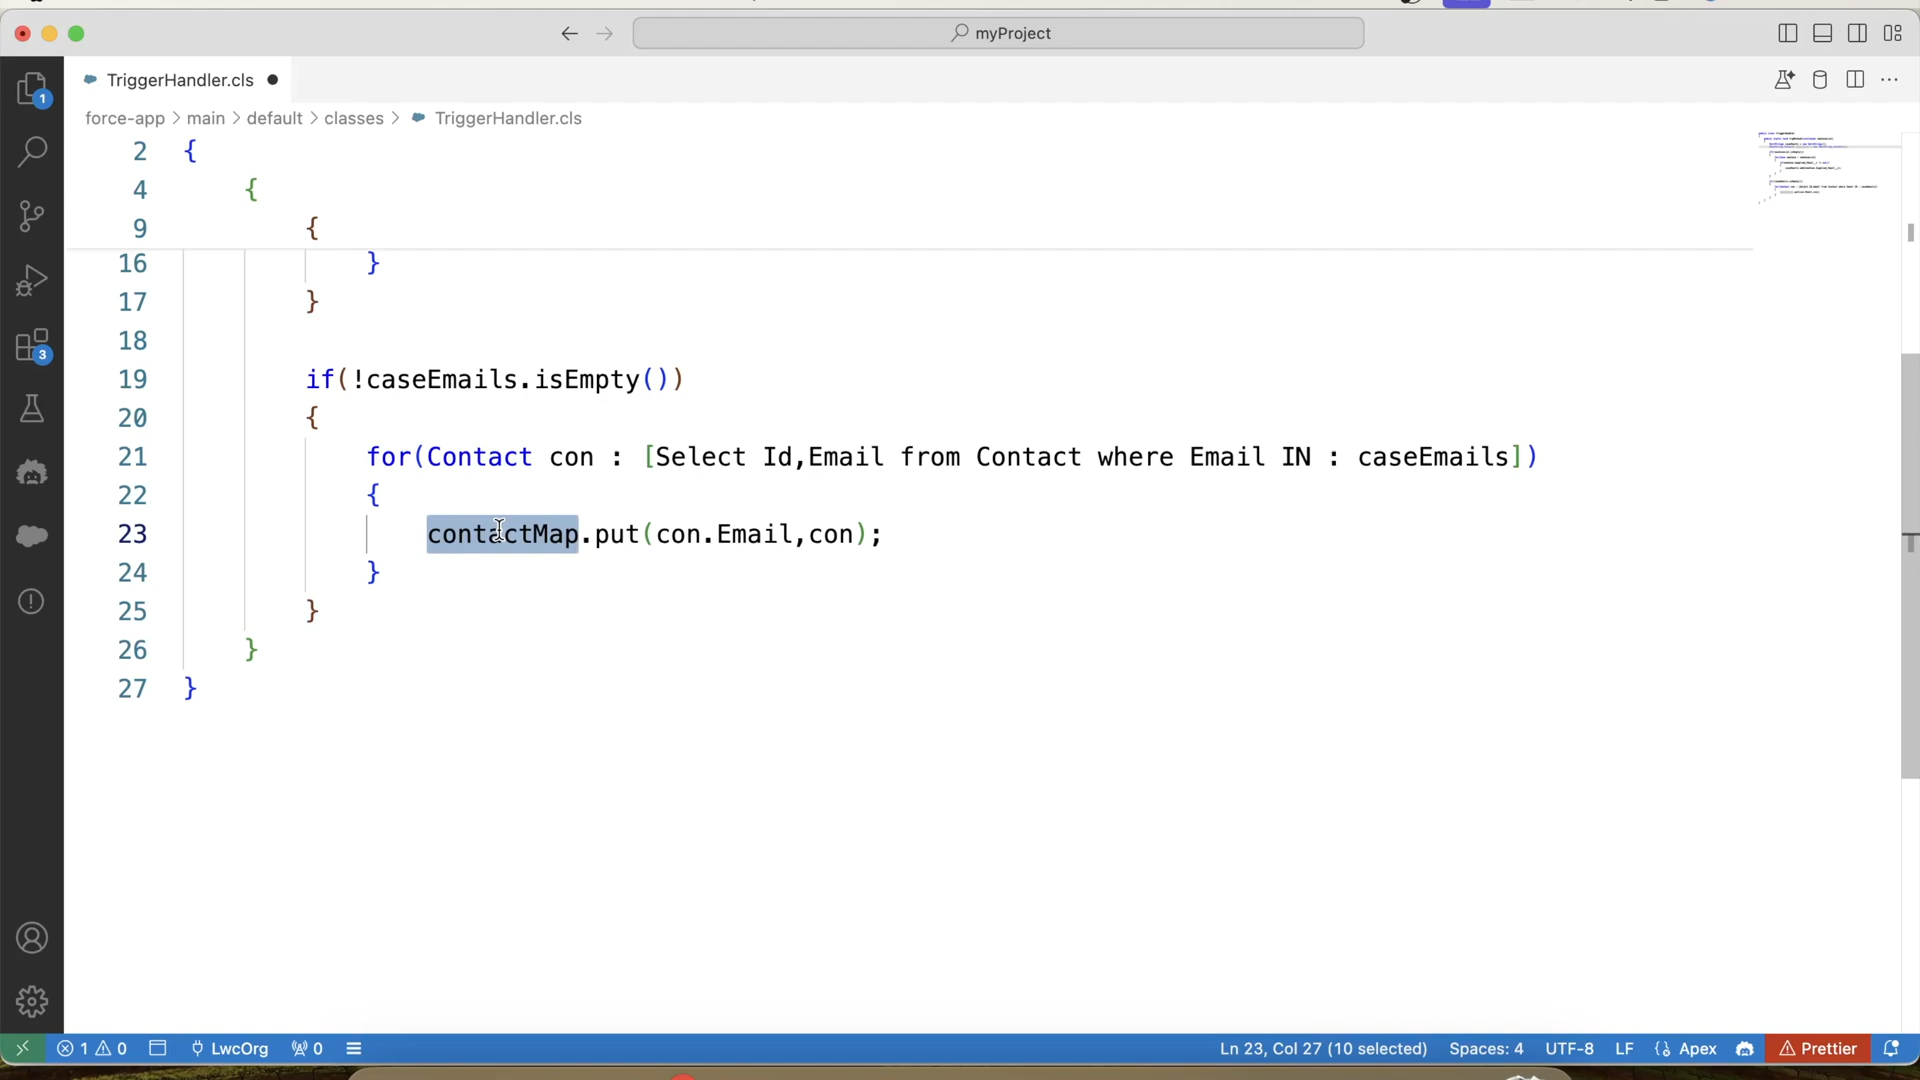 myProject
TriggerHandler.cls
force-app > main > default > classes > TriggerHandler.cls
1
2 {
4 {
9 {
16 }
17 }
18
19 if(!caseEmails.isEmpty())
20 {
21 for(Contact con : [Select Id,Email from Contact where Email IN : caseEmails])
22 {
23 contactMap.put(con.Email,con);
24 }
25 }
26 }
27 }
3
1 0 LwcOrg 0 Ln 23, Col 27 (10 selected) Spaces: 4 UTF-8 LF {} Apex Prettier